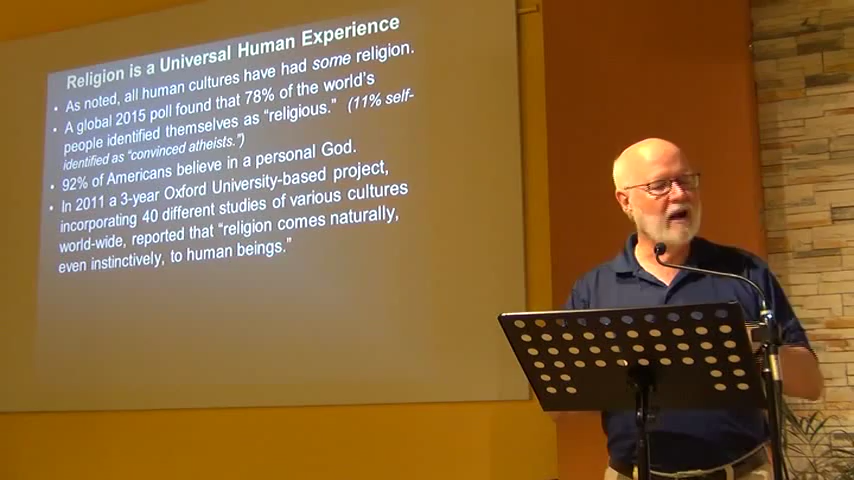 Religion is a Universal Human Experience
• As noted, all human cultures have had some religion.
• A global 2015 poll found that 78% of the world's
people identified themselves as "religious." (11% self-
identified as "convinced atheists.")
• 92% of Americans believe in a personal God.
• In 2011 a 3-year Oxford University-based project,
incorporating 40 different studies of various cultures
world-wide, reported that "religion comes naturally,
even instinctively, to human beings."